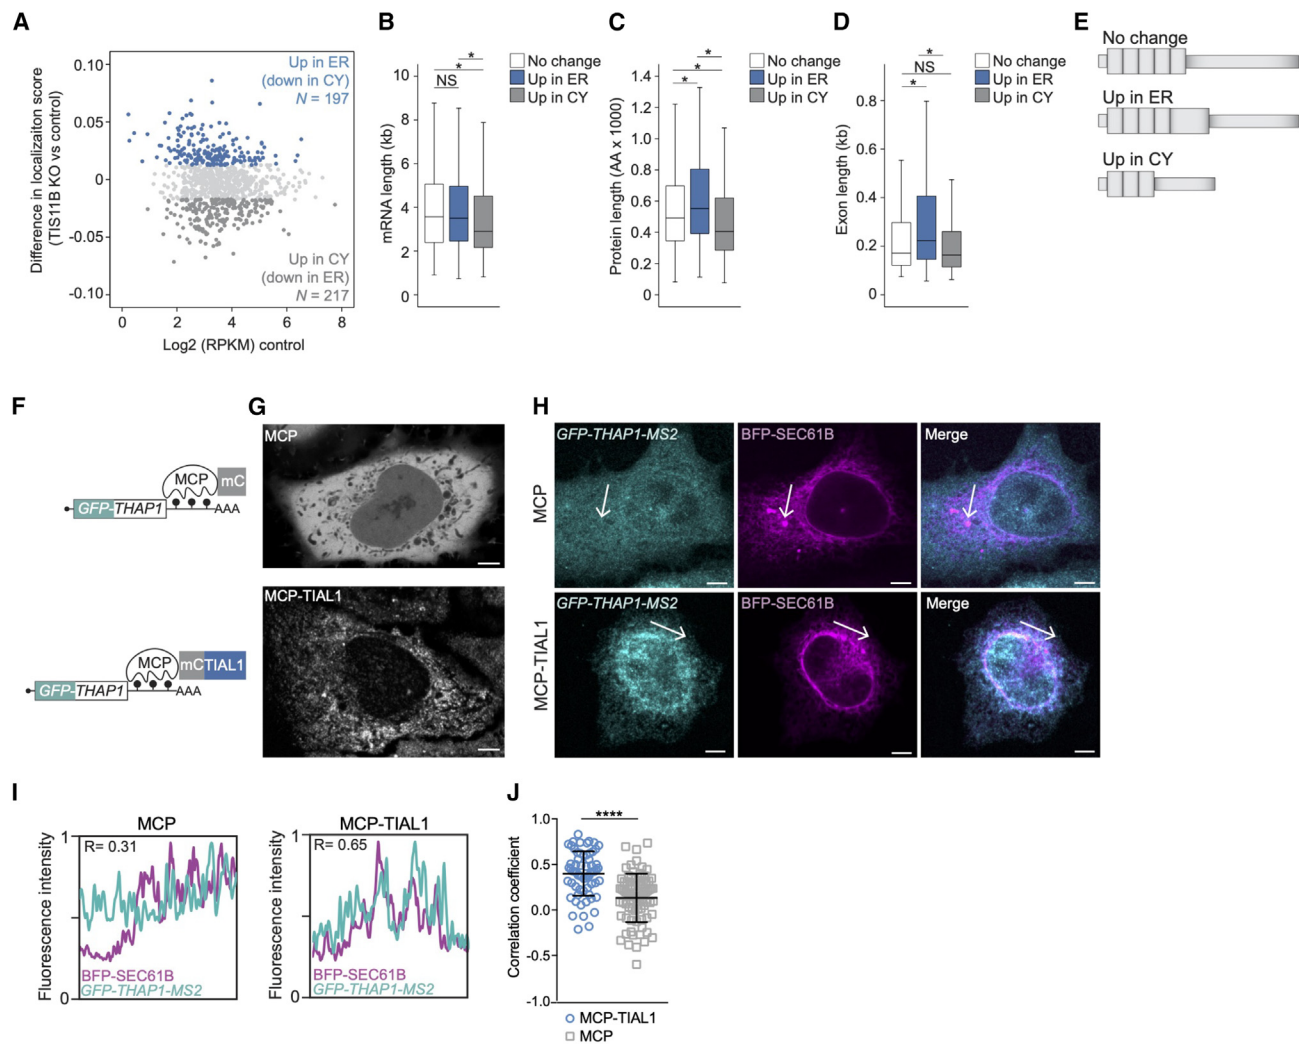 A
Difference in localizaiton score
(TIS11B KO vs control)
0.10
0.05
0
-0.05
-0.10
Up in ER
(down in CY)
N = 197
Up in CY
(down in ER)
N = 217
0 2 4 6 8
Log2 (RPKM) control
B
mRNA length (kb)
10
8
6
4
2
0
*
*
NS
No change
Up in ER
Up in CY
C
Protein length (AA x 1000)
1.4
1.2
1.0
0.8
0.6
0.4
0.2
0
*
*
*
No change
Up in ER
Up in CY
D
Exon length (kb)
0.8
0.6
0.4
0.2
0
*
NS
*
No change
Up in ER
Up in CY
E
No change
Up in ER
Up in CY
F
MCP
mC
GFP-THAP1
AAA
MCP
mCTIAL1
GFP-THAP1
AAA
G
MCP
MCP-TIAL1
H
MCP
GFP-THAP1-MS2
BFP-SEC61B
Merge
MCP-TIAL1
GFP-THAP1-MS2
BFP-SEC61B
Merge
I
MCP
Fluorescence intensity
1
0
R= 0.31
BFP-SEC61B
GFP-THAP1-MS2
MCP-TIAL1
Fluorescence intensity
1
0
R= 0.65
BFP-SEC61B
GFP-THAP1-MS2
J
****
Correlation coefficient
1.0
0.5
0.0
-0.5
-1.0
MCP-TIAL1
MCP